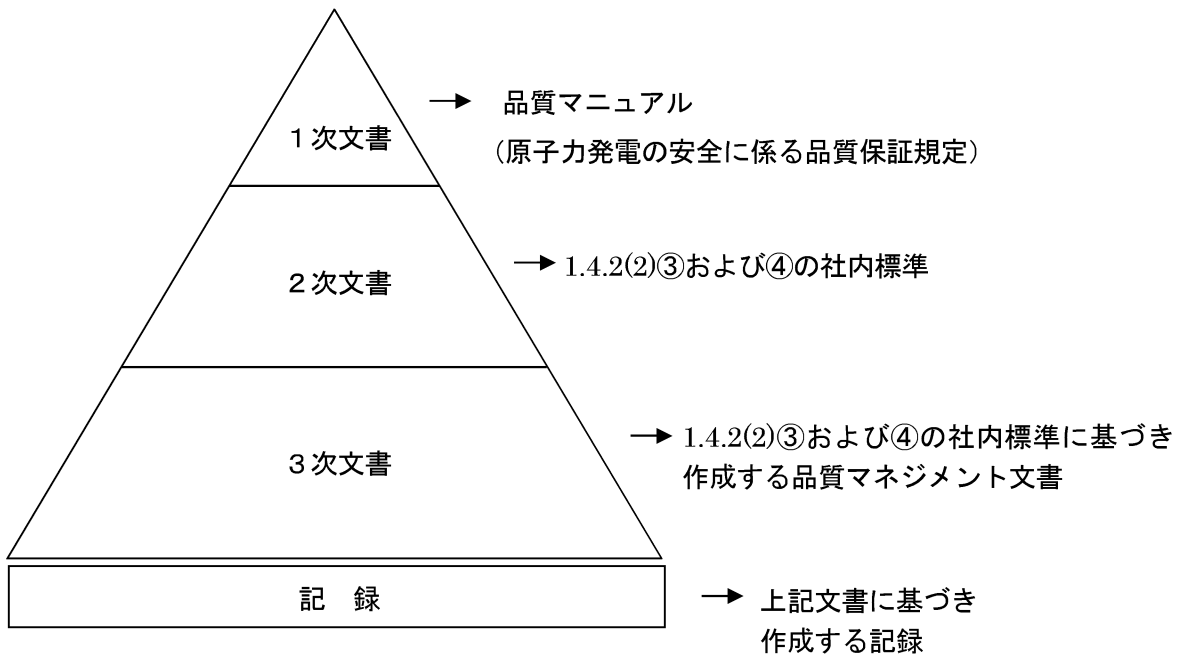 １次文書
→ 品質マニュアル
（原子力発電の安全に係る品質保証規定）
２次文書
→ 1.4.2(2)③および④の社内標準
３次文書
→ 1.4.2(2)③および④の社内標準に基づき
作成する品質マネジメント文書
記　録
→ 上記文書に基づき
作成する記録